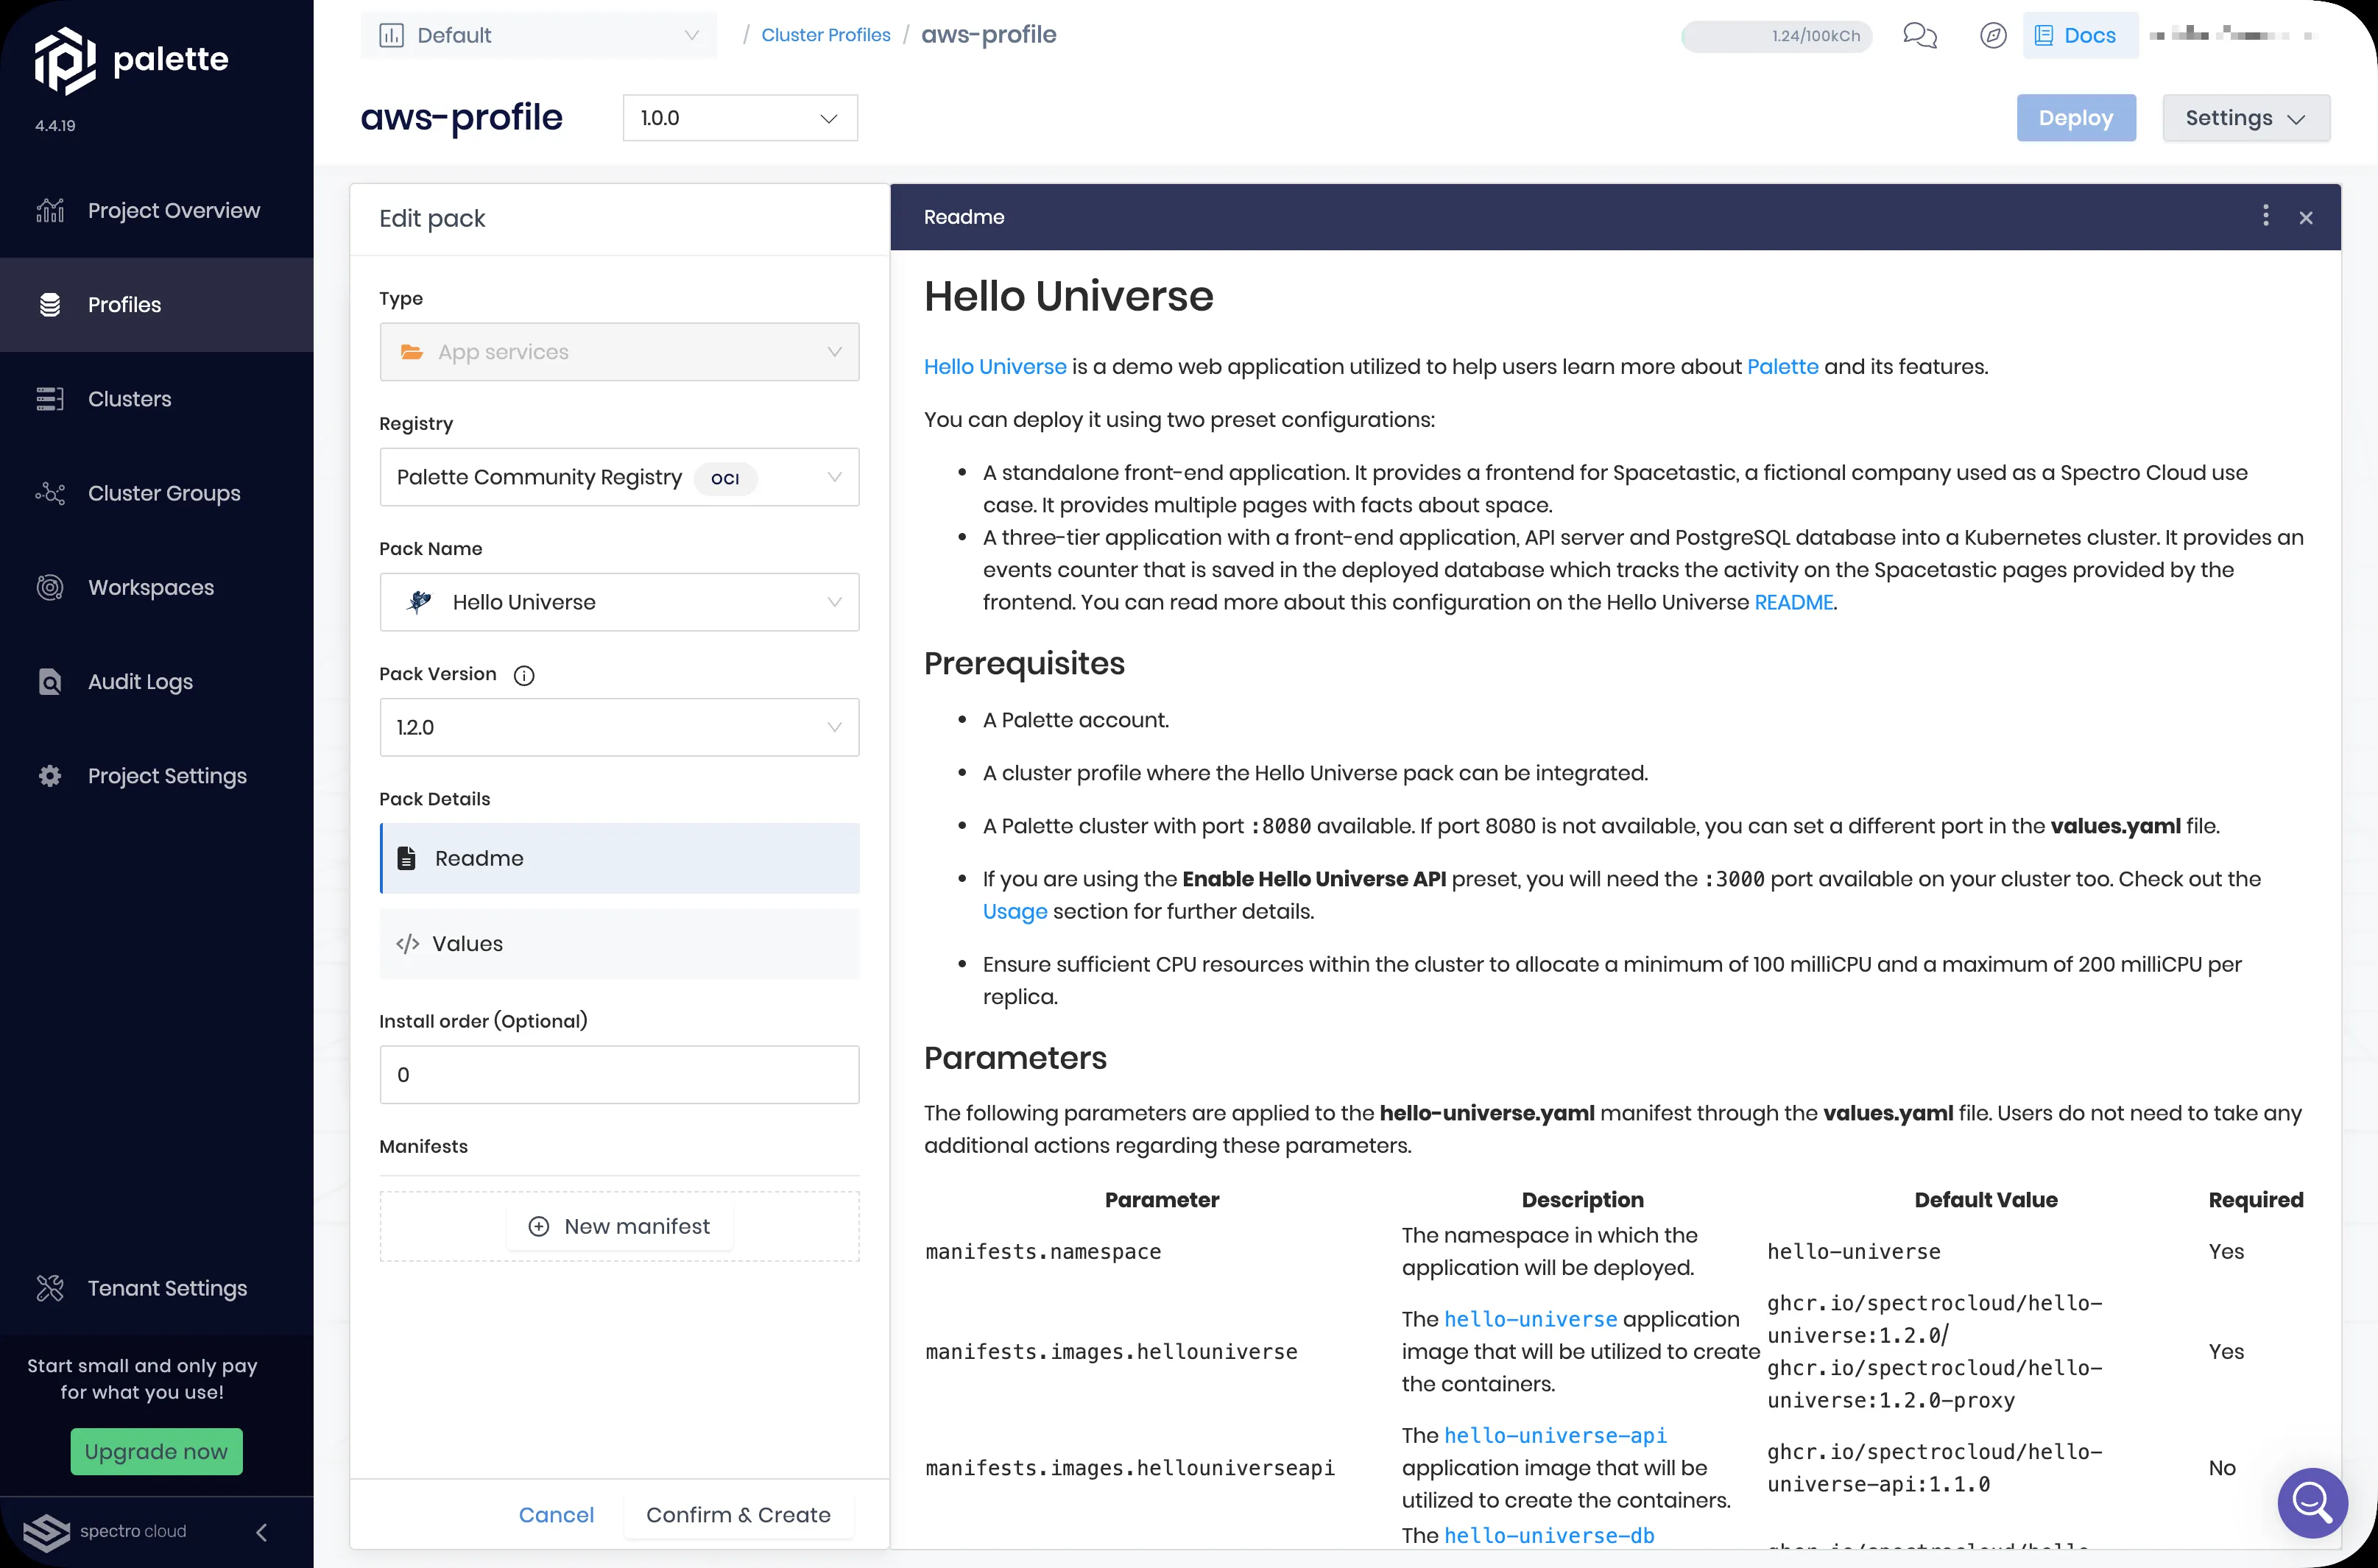 palette
4.4.19
Project Overview
Profiles
Clusters
Cluster Groups
Workspaces
Audit Logs
Project Settings
Tenant Settings
Start small and only pay
for what you use!
Upgrade now
spectro cloud
Default
/ Cluster Profiles / aws-profile
1.24/100kCh
Docs
aws-profile
1.0.0
Deploy
Settings
Edit pack
Type
App services
Registry
Palette Community Registry OCI
Pack Name
Hello Universe
Pack Version
1.2.0
Pack Details
Readme
</> Values
Install order (Optional)
0
Manifests
New manifest
Cancel
Confirm & Create
Readme
Hello Universe
Hello Universe is a demo web application utilized to help users learn more about Palette and its features.
You can deploy it using two preset configurations:
• A standalone front-end application. It provides a frontend for Spacetastic, a fictional company used as a Spectro Cloud use
case. It provides multiple pages with facts about space.
• A three-tier application with a front-end application, API server and PostgreSQL database into a Kubernetes cluster. It provides an
events counter that is saved in the deployed database which tracks the activity on the Spacetastic pages provided by the
frontend. You can read more about this configuration on the Hello Universe README.
Prerequisites
• A Palette account.
• A cluster profile where the Hello Universe pack can be integrated.
• A Palette cluster with port :8080 available. If port 8080 is not available, you can set a different port in the values.yaml file.
• If you are using the Enable Hello Universe API preset, you will need the :3000 port available on your cluster too. Check out the
Usage section for further details.
• Ensure sufficient CPU resources within the cluster to allocate a minimum of 100 milliCPU and a maximum of 200 milliCPU per
replica.
Parameters
The following parameters are applied to the hello-universe.yaml manifest through the values.yaml file. Users do not need to take any
additional actions regarding these parameters.
Parameter Description Default Value Required
manifests.namespace
The namespace in which the
application will be deployed.
hello-universe
Yes
manifests.images.hellouniverse
The hello-universe application
image that will be utilized to create
the containers.
ghcr.io/spectrocloud/hello-
universe:1.2.0/
ghcr.io/spectrocloud/hello-
universe:1.2.0-proxy
Yes
manifests.images.hellouniverseapi
The hello-universe-api
application image that will be
utilized to create the containers.
ghcr.io/spectrocloud/hello-
universe-api:1.1.0
No
The hello-universe-db